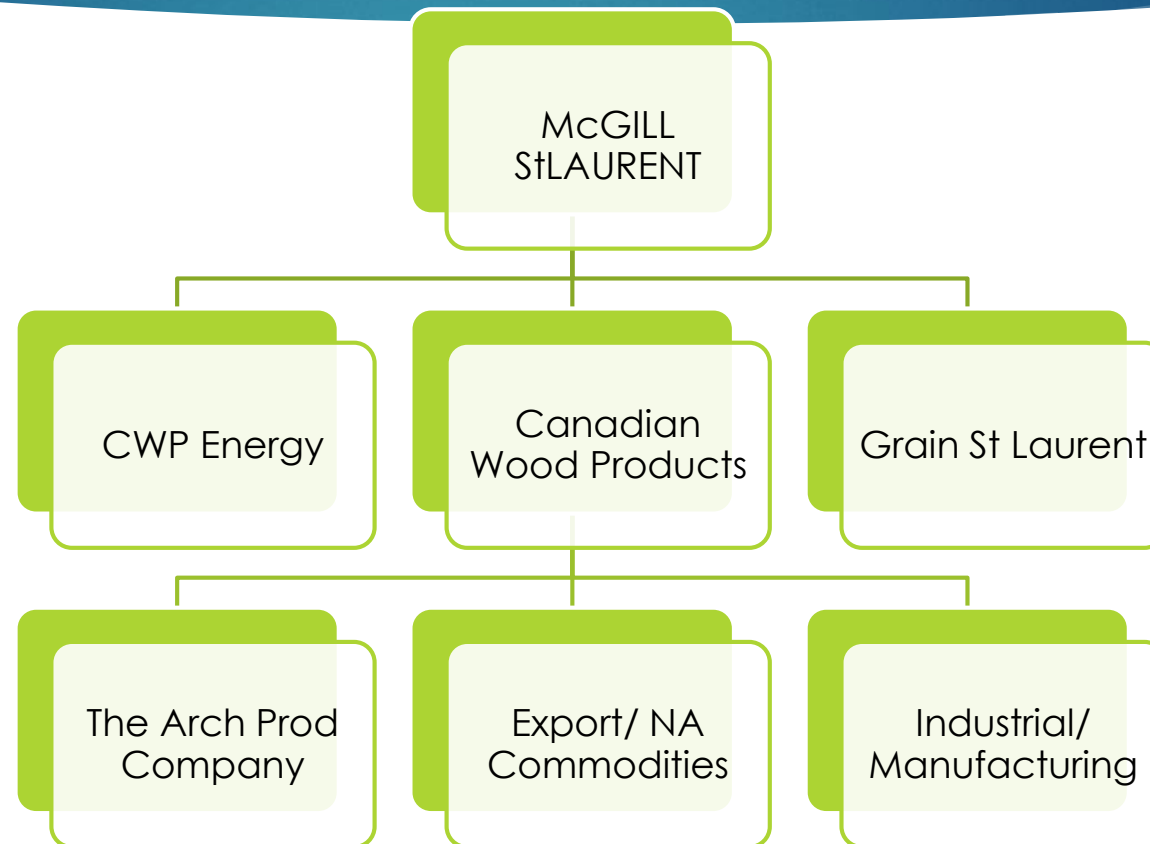 McGILL
StLAURENT
CWP Energy
Canadian
Wood Products
Grain St Laurent
The Arch Prod
Company
Export/ NA
Commodities
Industrial/
Manufacturing